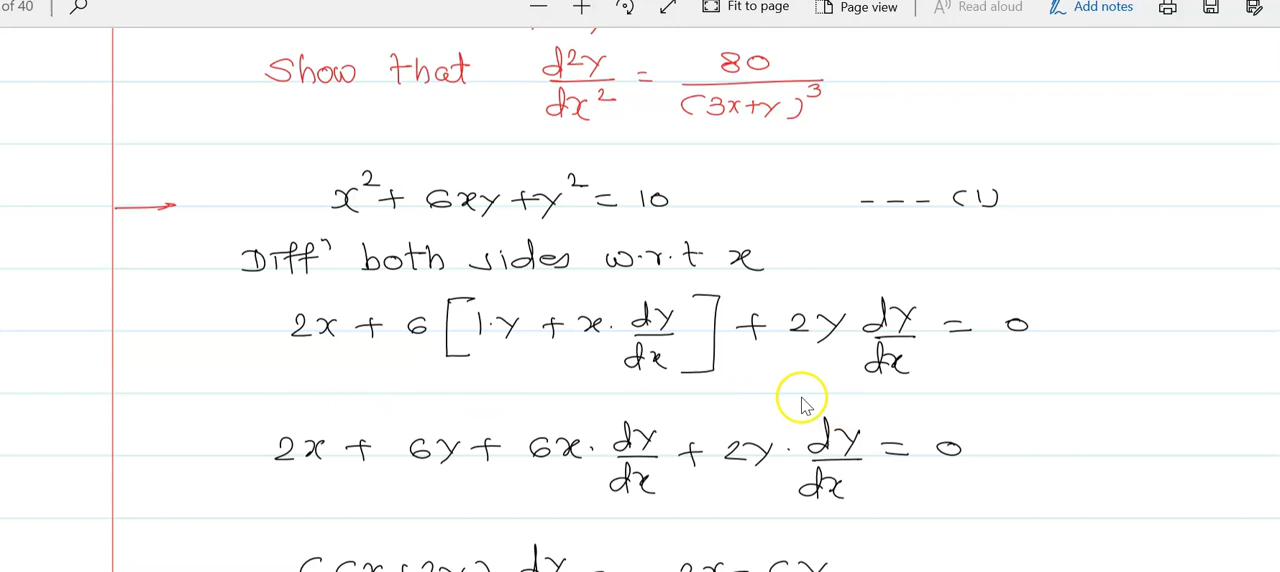 of 40 Fit to page Page view Read aloud Add notes
Show that d²y/dx² = 80/(3x+y)³
x² + 6xy + y² = 10 --- (1)
Diffⁿ both sides w.r.t x
2x + 6[1.y + x. dy/dx] + 2y dy/dx = 0
2x + 6y + 6x. dy/dx + 2y. dy/dx = 0